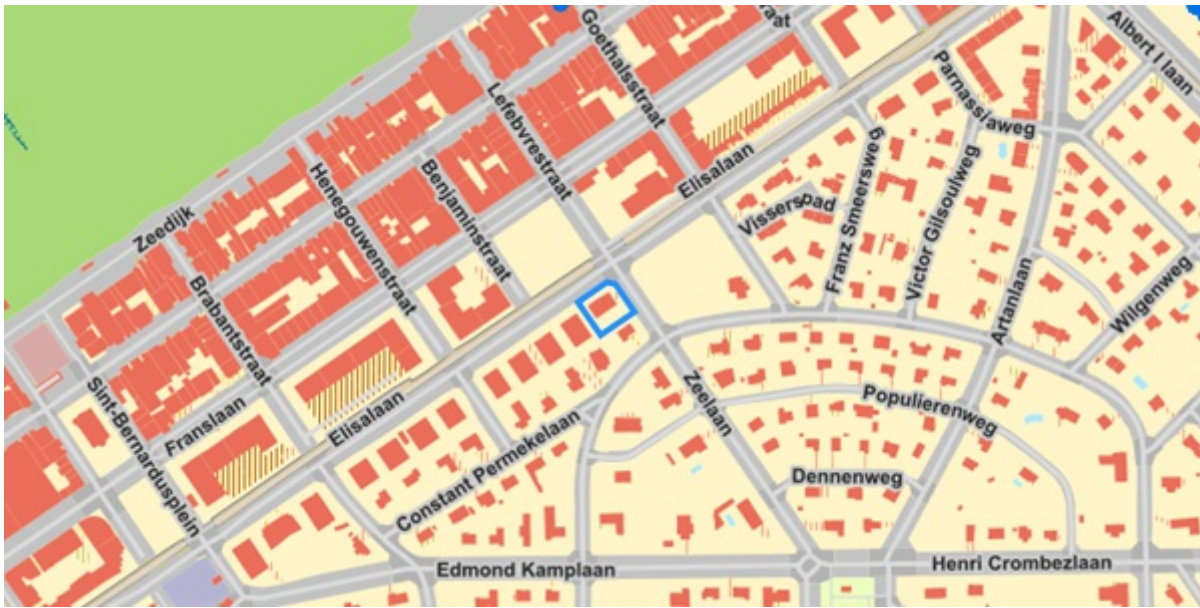 Albert I laan
Goethalsstraat
Parnassiaweg
Lefebvrestraat
Elisalaan
Franz Smeersweg
Victor Gilsoulweg
Benjaminstraat
Henegouwenstraat
Visserspad
Zeedijk
Artanlaan
Wilgenweg
Brabantstraat
Sint-Bernardusplein
Franslaan
Elisalaan
Zeelaan
Populierenweg
Constant Permekelaan
Dennenweg
Edmond Kamplaan
Henri Crombezlaan